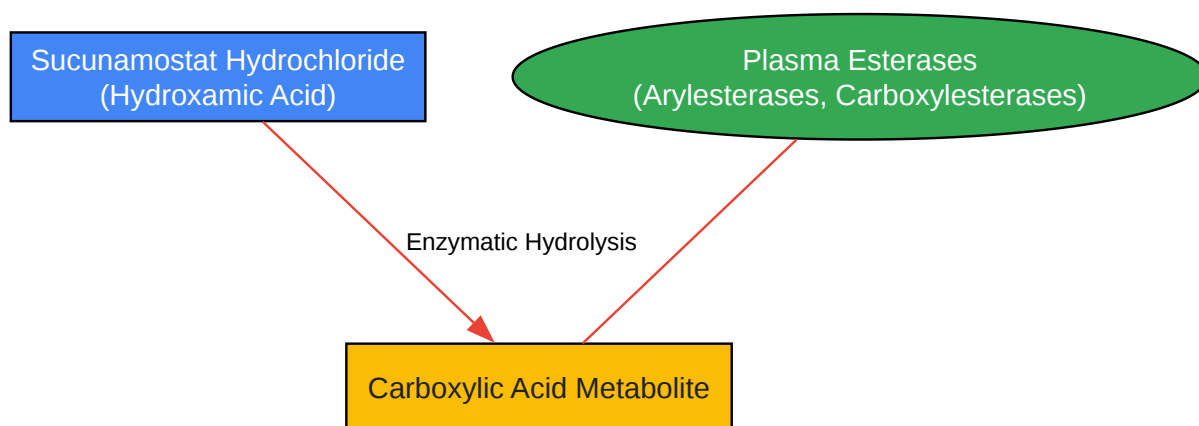 Sucunamostat Hydrochloride
(Hydroxamic Acid)
Plasma Esterases
(Arylesterases, Carboxylesterases)
Enzymatic Hydrolysis
Carboxylic Acid Metabolite